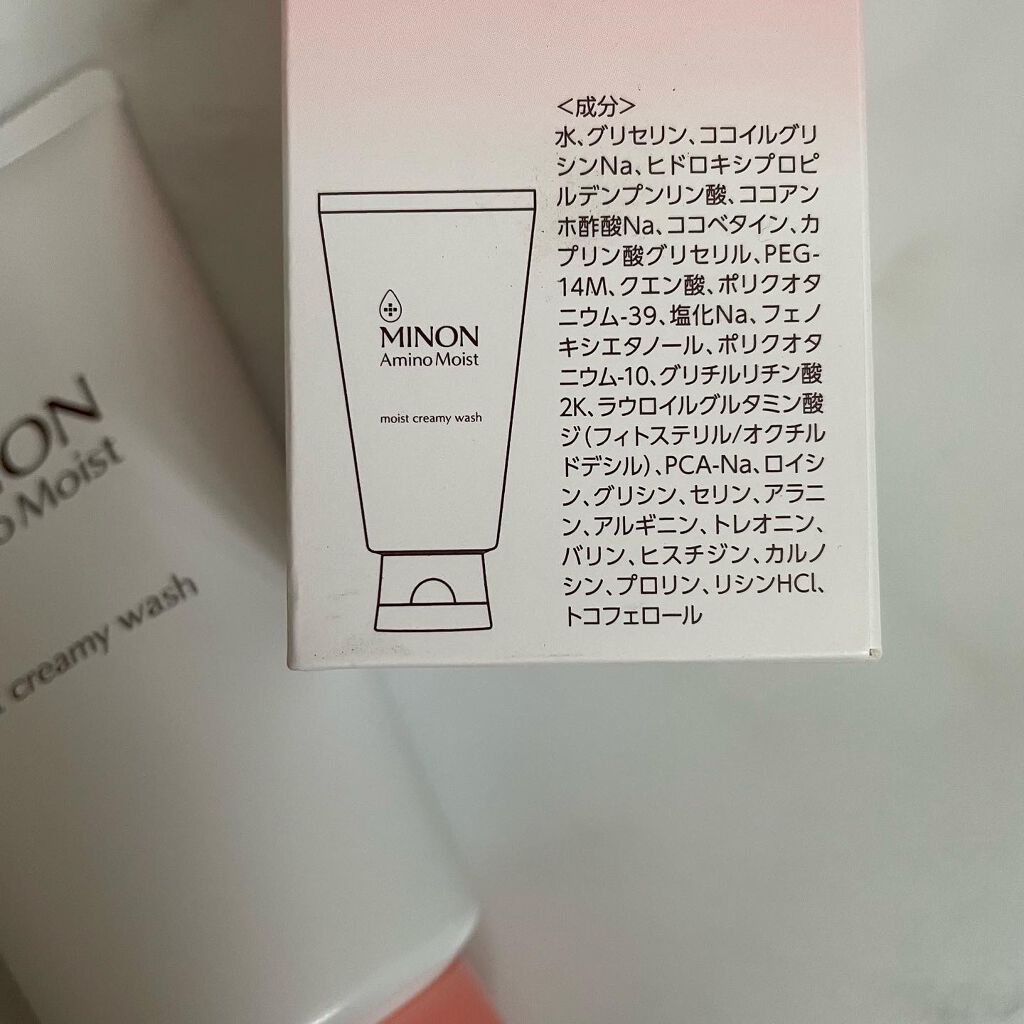 <成分>
水、グリセリン、ココイルグリ
シンNa、ヒドロキシプロピ
ルデンプンリン酸、ココアン
ホ酢酸Na、ココベタイン、カ
プリン酸グリセリル、PEG-
14M、クエン酸、ポリクオタ
ニウム-39、塩化Na、フェノ
キシエタノール、ポリクオタ
ニウム-10、グリチルリチン酸
2K、ラウロイルグルタミン酸
ジ(フィトステリル/オクチル
ドデシル)、PCA-Na、ロイシ
ン、グリシン、セリン、アラニ
ン、アルギニン、トレオニン、
バリン、ヒスチジン、カルノ
シン、プロリン、リシンHCl、
トコフェロール
MINON
Amino Moist
moist creamy wash
ON
o Moist
creamy wash